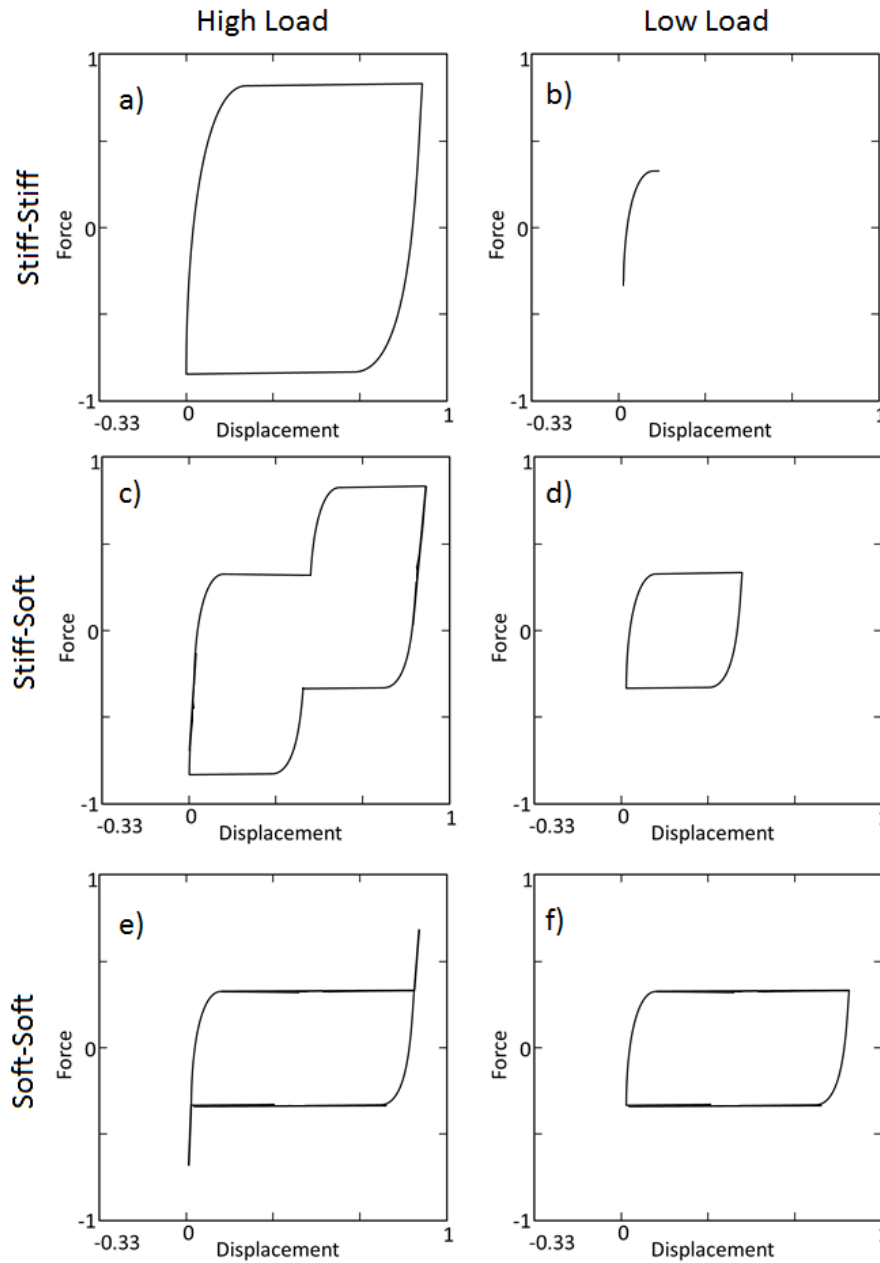 High Load
Low Load
Stiff-Stiff
a)
1
0
-1
Force
-0.33
0
1
Displacement
b)
1
0
-1
Force
-0.33
0
1
Displacement
Stiff-Soft
c)
1
0
-1
Force
-0.33
0
1
Displacement
d)
1
0
-1
Force
-0.33
0
1
Displacement
Soft-Soft
e)
1
0
-1
Force
-0.33
0
1
Displacement
f)
1
0
-1
Force
-0.33
0
1
Displacement